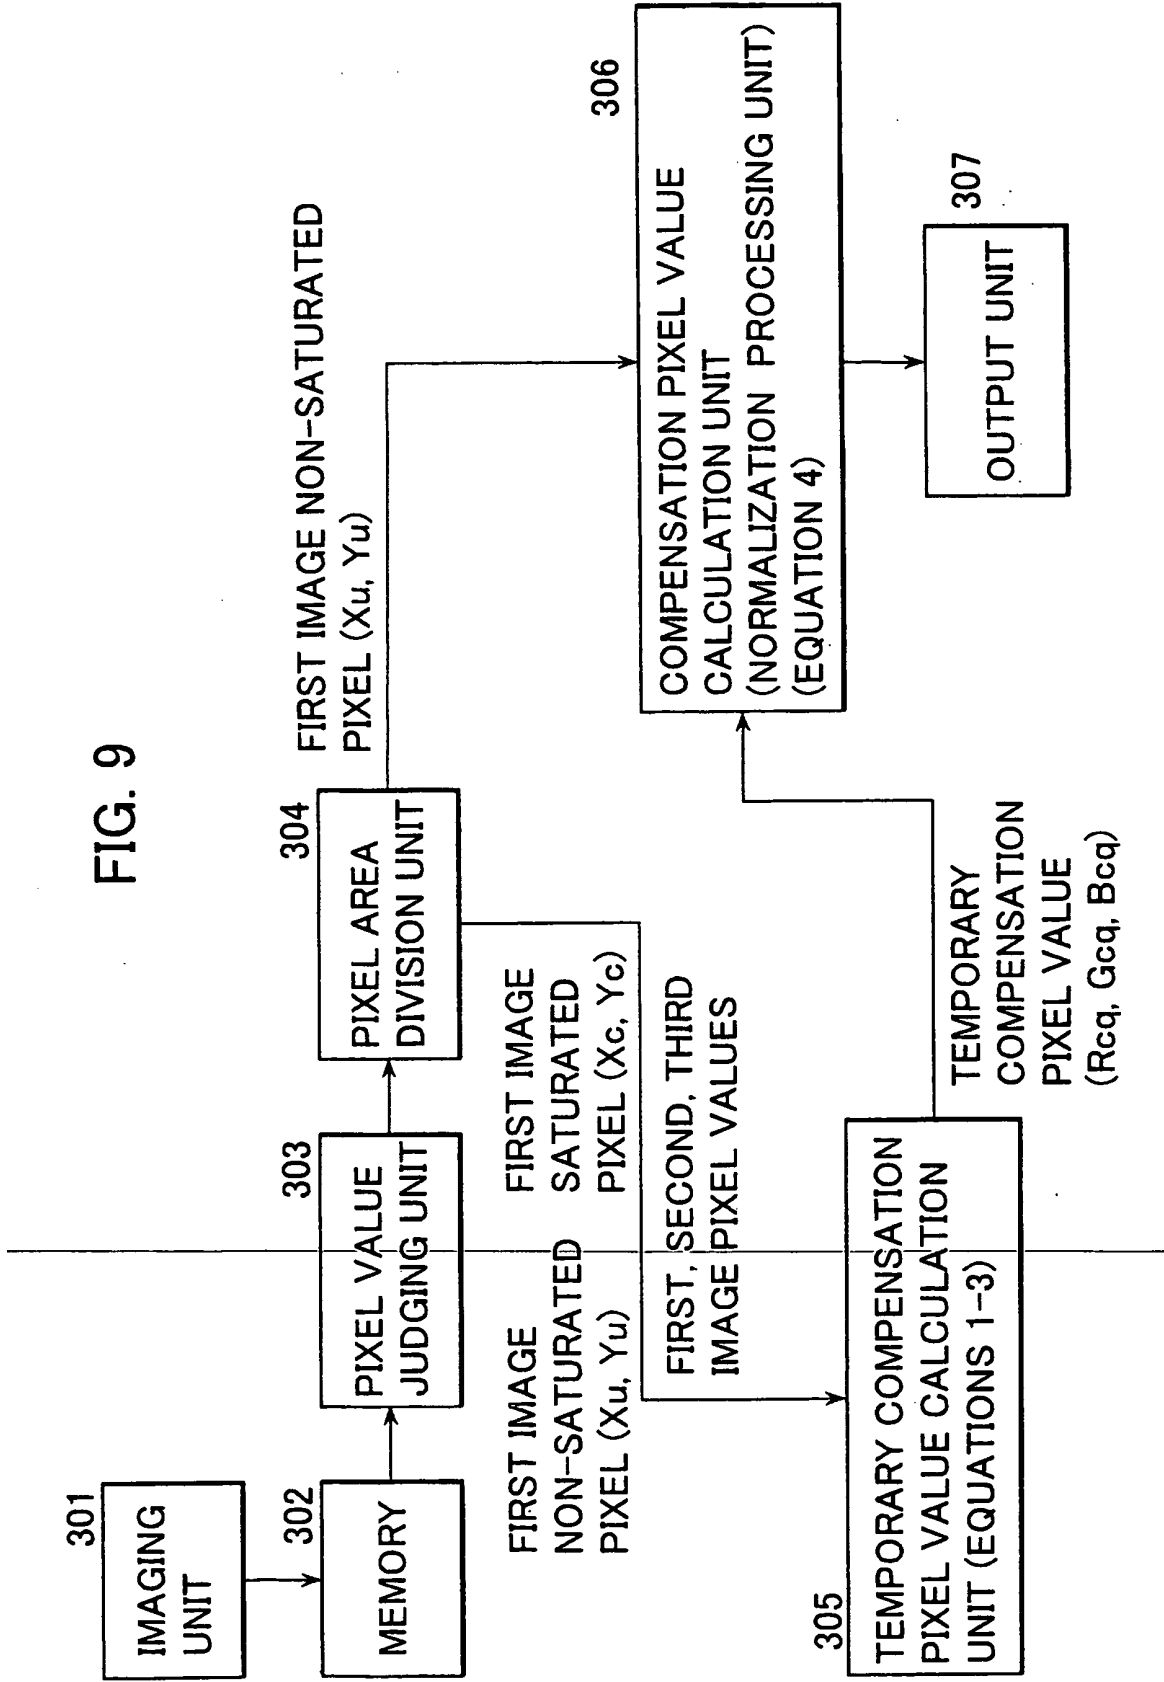 FIG. 9
301
IMAGING
UNIT
302
MEMORY
303
PIXEL VALUE
JUDGING UNIT
304
PIXEL AREA
DIVISION UNIT
FIRST IMAGE NON-SATURATED
PIXEL (Xu, Yu)
FIRST IMAGE
NON-SATURATED
PIXEL (Xu, Yu)
FIRST IMAGE
SATURATED
PIXEL (Xc, Yc)
FIRST, SECOND, THIRD
IMAGE PIXEL VALUES
305
TEMPORARY COMPENSATION
PIXEL VALUE CALCULATION
UNIT (EQUATIONS 1-3)
TEMPORARY
COMPENSATION
PIXEL VALUE
(Rcq, Gcq, Bcq)
306
COMPENSATION PIXEL VALUE
CALCULATION UNIT
(NORMALIZATION PROCESSING UNIT)
(EQUATION 4)
307
OUTPUT UNIT